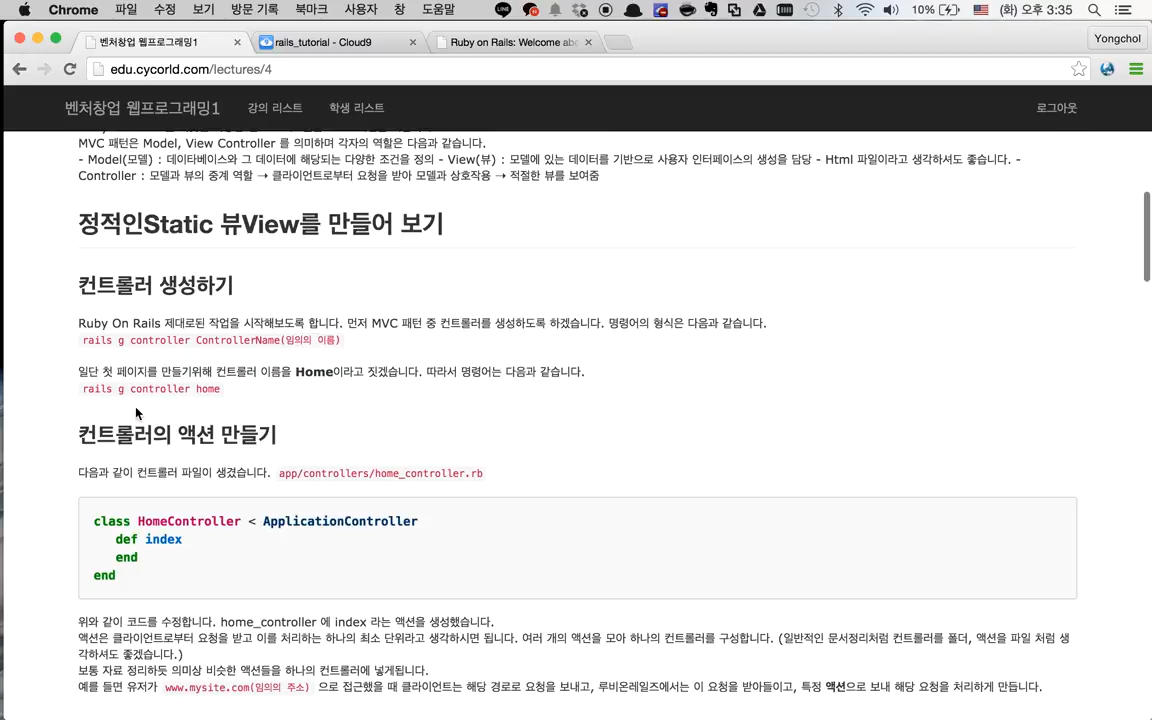 Chrome 파일 수정 보기 방문 기록 북마크 사용자 창 도움말 10% (화) 오후 3:35
벤처창업 웹프로그래밍1 rails_tutorial - Cloud9 Ruby on Rails: Welcome abo Yongchol
edu.cycorld.com/lectures/4
벤처창업 웹프로그래밍1 강의 리스트 학생 리스트 로그아웃
MVC 패턴은 Model, View Controller 를 의미하며 각자의 역할은 다음과 같습니다.
- Model(모델) : 데이타베이스와 그 데이터에 해당되는 다양한 조건을 정의 - View(뷰) : 모델에 있는 데이터를 기반으로 사용자 인터페이스의 생성을 담당 - Html 파일이라고 생각하셔도 좋습니다. -
Controller : 모델과 뷰의 중계 역할 → 클라이언트로부터 요청을 받아 모델과 상호작용 → 적절한 뷰를 보여줌
정적인Static 뷰View를 만들어 보기
컨트롤러 생성하기
Ruby On Rails 제대로된 작업을 시작해보도록 합니다. 먼저 MVC 패턴 중 컨트롤러를 생성하도록 하겠습니다. 명령어의 형식은 다음과 같습니다.
rails g controller ControllerName(임의의 이름)
일단 첫 페이지를 만들기위해 컨트롤러 이름을 Home이라고 짓겠습니다. 따라서 명령어는 다음과 같습니다.
rails g controller home
컨트롤러의 액션 만들기
다음과 같이 컨트롤러 파일이 생겼습니다. app/controllers/home_controller.rb
class HomeController < ApplicationController
def index
end
end
위와 같이 코드를 수정합니다. home_controller 에 index 라는 액션을 생성했습니다.
액션은 클라이언트로부터 요청을 받고 이를 처리하는 하나의 최소 단위라고 생각하시면 됩니다. 여러 개의 액션을 모아 하나의 컨트롤러를 구성합니다. (일반적인 문서정리처럼 컨트롤러를 폴더, 액션을 파일 처럼 생
각하셔도 좋겠습니다.)
보통 자료 정리하듯 의미상 비슷한 액션들을 하나의 컨트롤러에 넣게됩니다.
예를 들면 유저가 www.mysite.com(임의의 주소) 으로 접근했을 때 클라이언트는 해당 경로로 요청을 보내고, 루비온레일즈에서는 이 요청을 받아들이고, 특정 액션으로 보내 해당 요청을 처리하게 만듭니다.